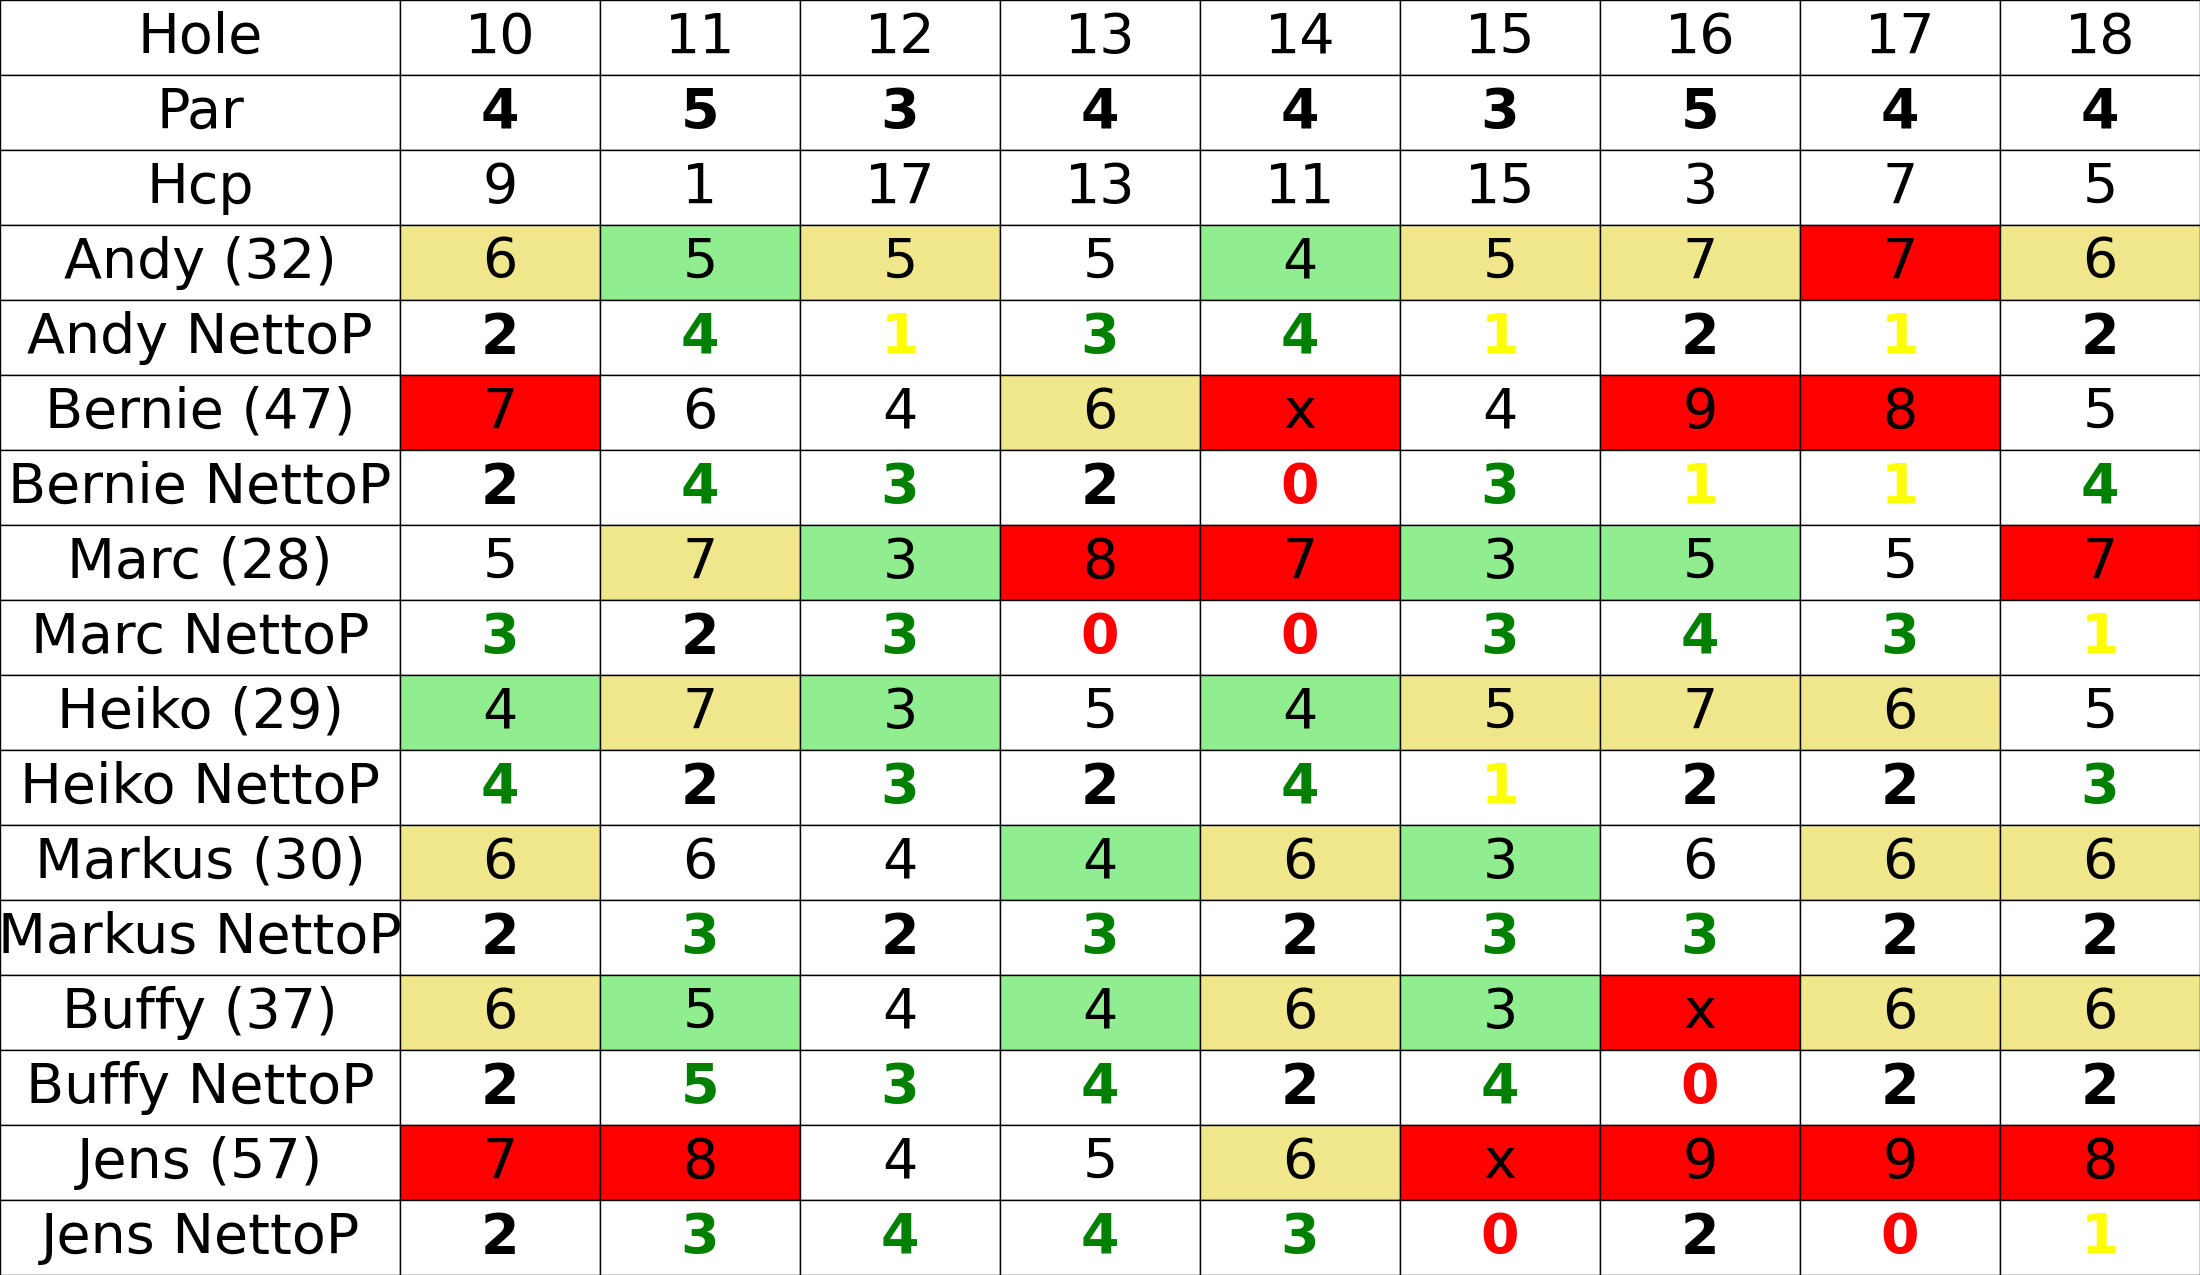 Hole 10 11 12 13 14 15 16 17 18
Par 4 5 3 4 4 3 5 4 4
Hcp 9 1 17 13 11 15 3 7 5
Andy (32) 6 5 5 5 4 5 7 7 6
Andy NettoP 2 4 1 3 4 1 2 1 2
Bernie (47) 7 6 4 6 x 4 9 8 5
Bernie NettoP 2 4 3 2 0 3 1 1 4
Marc (28) 5 7 3 8 7 3 5 5 7
Marc NettoP 3 2 3 0 0 3 4 3 1
Heiko (29) 4 7 3 5 4 5 7 6 5
Heiko NettoP 4 2 3 2 4 1 2 2 3
Markus (30) 6 6 4 4 6 3 6 6 6
Markus NettoP 2 3 2 3 2 3 3 2 2
Buffy (37) 6 5 4 4 6 3 x 6 6
Buffy NettoP 2 5 3 4 2 4 0 2 2
Jens (57) 7 8 4 5 6 x 9 9 8
Jens NettoP 2 3 4 4 3 0 2 0 1